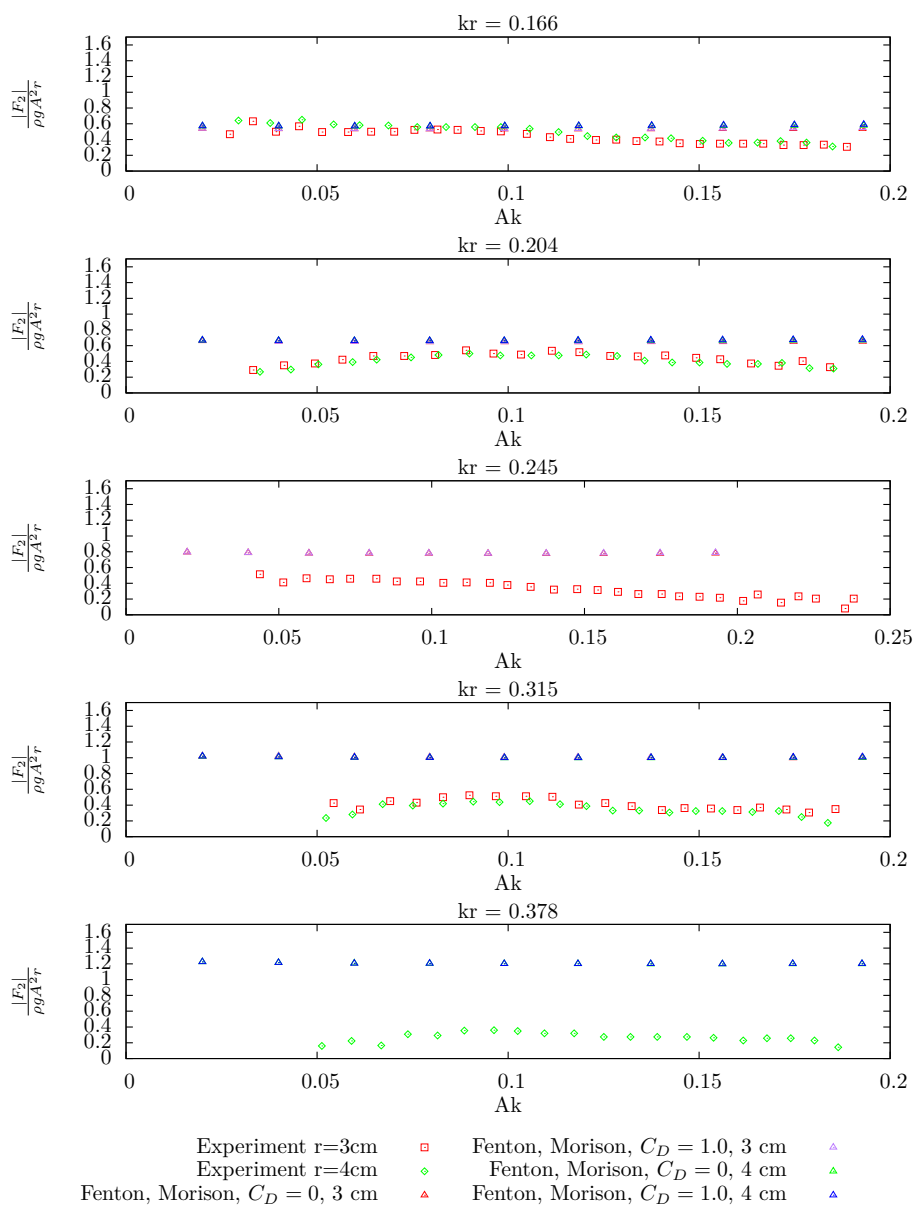 kr = 0.166
1.6
1.4
1.2
1
0.8
0.6
0.4
0.2
0
|F₂|
ρgA²r
0 0.05 0.1 0.15 0.2
Ak
kr = 0.204
1.6
1.4
1.2
1
0.8
0.6
0.4
0.2
0
|F₂|
ρgA²r
0 0.05 0.1 0.15 0.2
Ak
kr = 0.245
1.6
1.4
1.2
1
0.8
0.6
0.4
0.2
0
|F₂|
ρgA²r
0 0.05 0.1 0.15 0.2 0.25
Ak
kr = 0.315
1.6
1.4
1.2
1
0.8
0.6
0.4
0.2
0
|F₂|
ρgA²r
0 0.05 0.1 0.15 0.2
Ak
kr = 0.378
1.6
1.4
1.2
1
0.8
0.6
0.4
0.2
0
|F₂|
ρgA²r
0 0.05 0.1 0.15 0.2
Ak
Experiment r=3cm
Experiment r=4cm
Fenton, Morison, C_D = 0, 3 cm
Fenton, Morison, C_D = 1.0, 3 cm
Fenton, Morison, C_D = 0, 4 cm
Fenton, Morison, C_D = 1.0, 4 cm